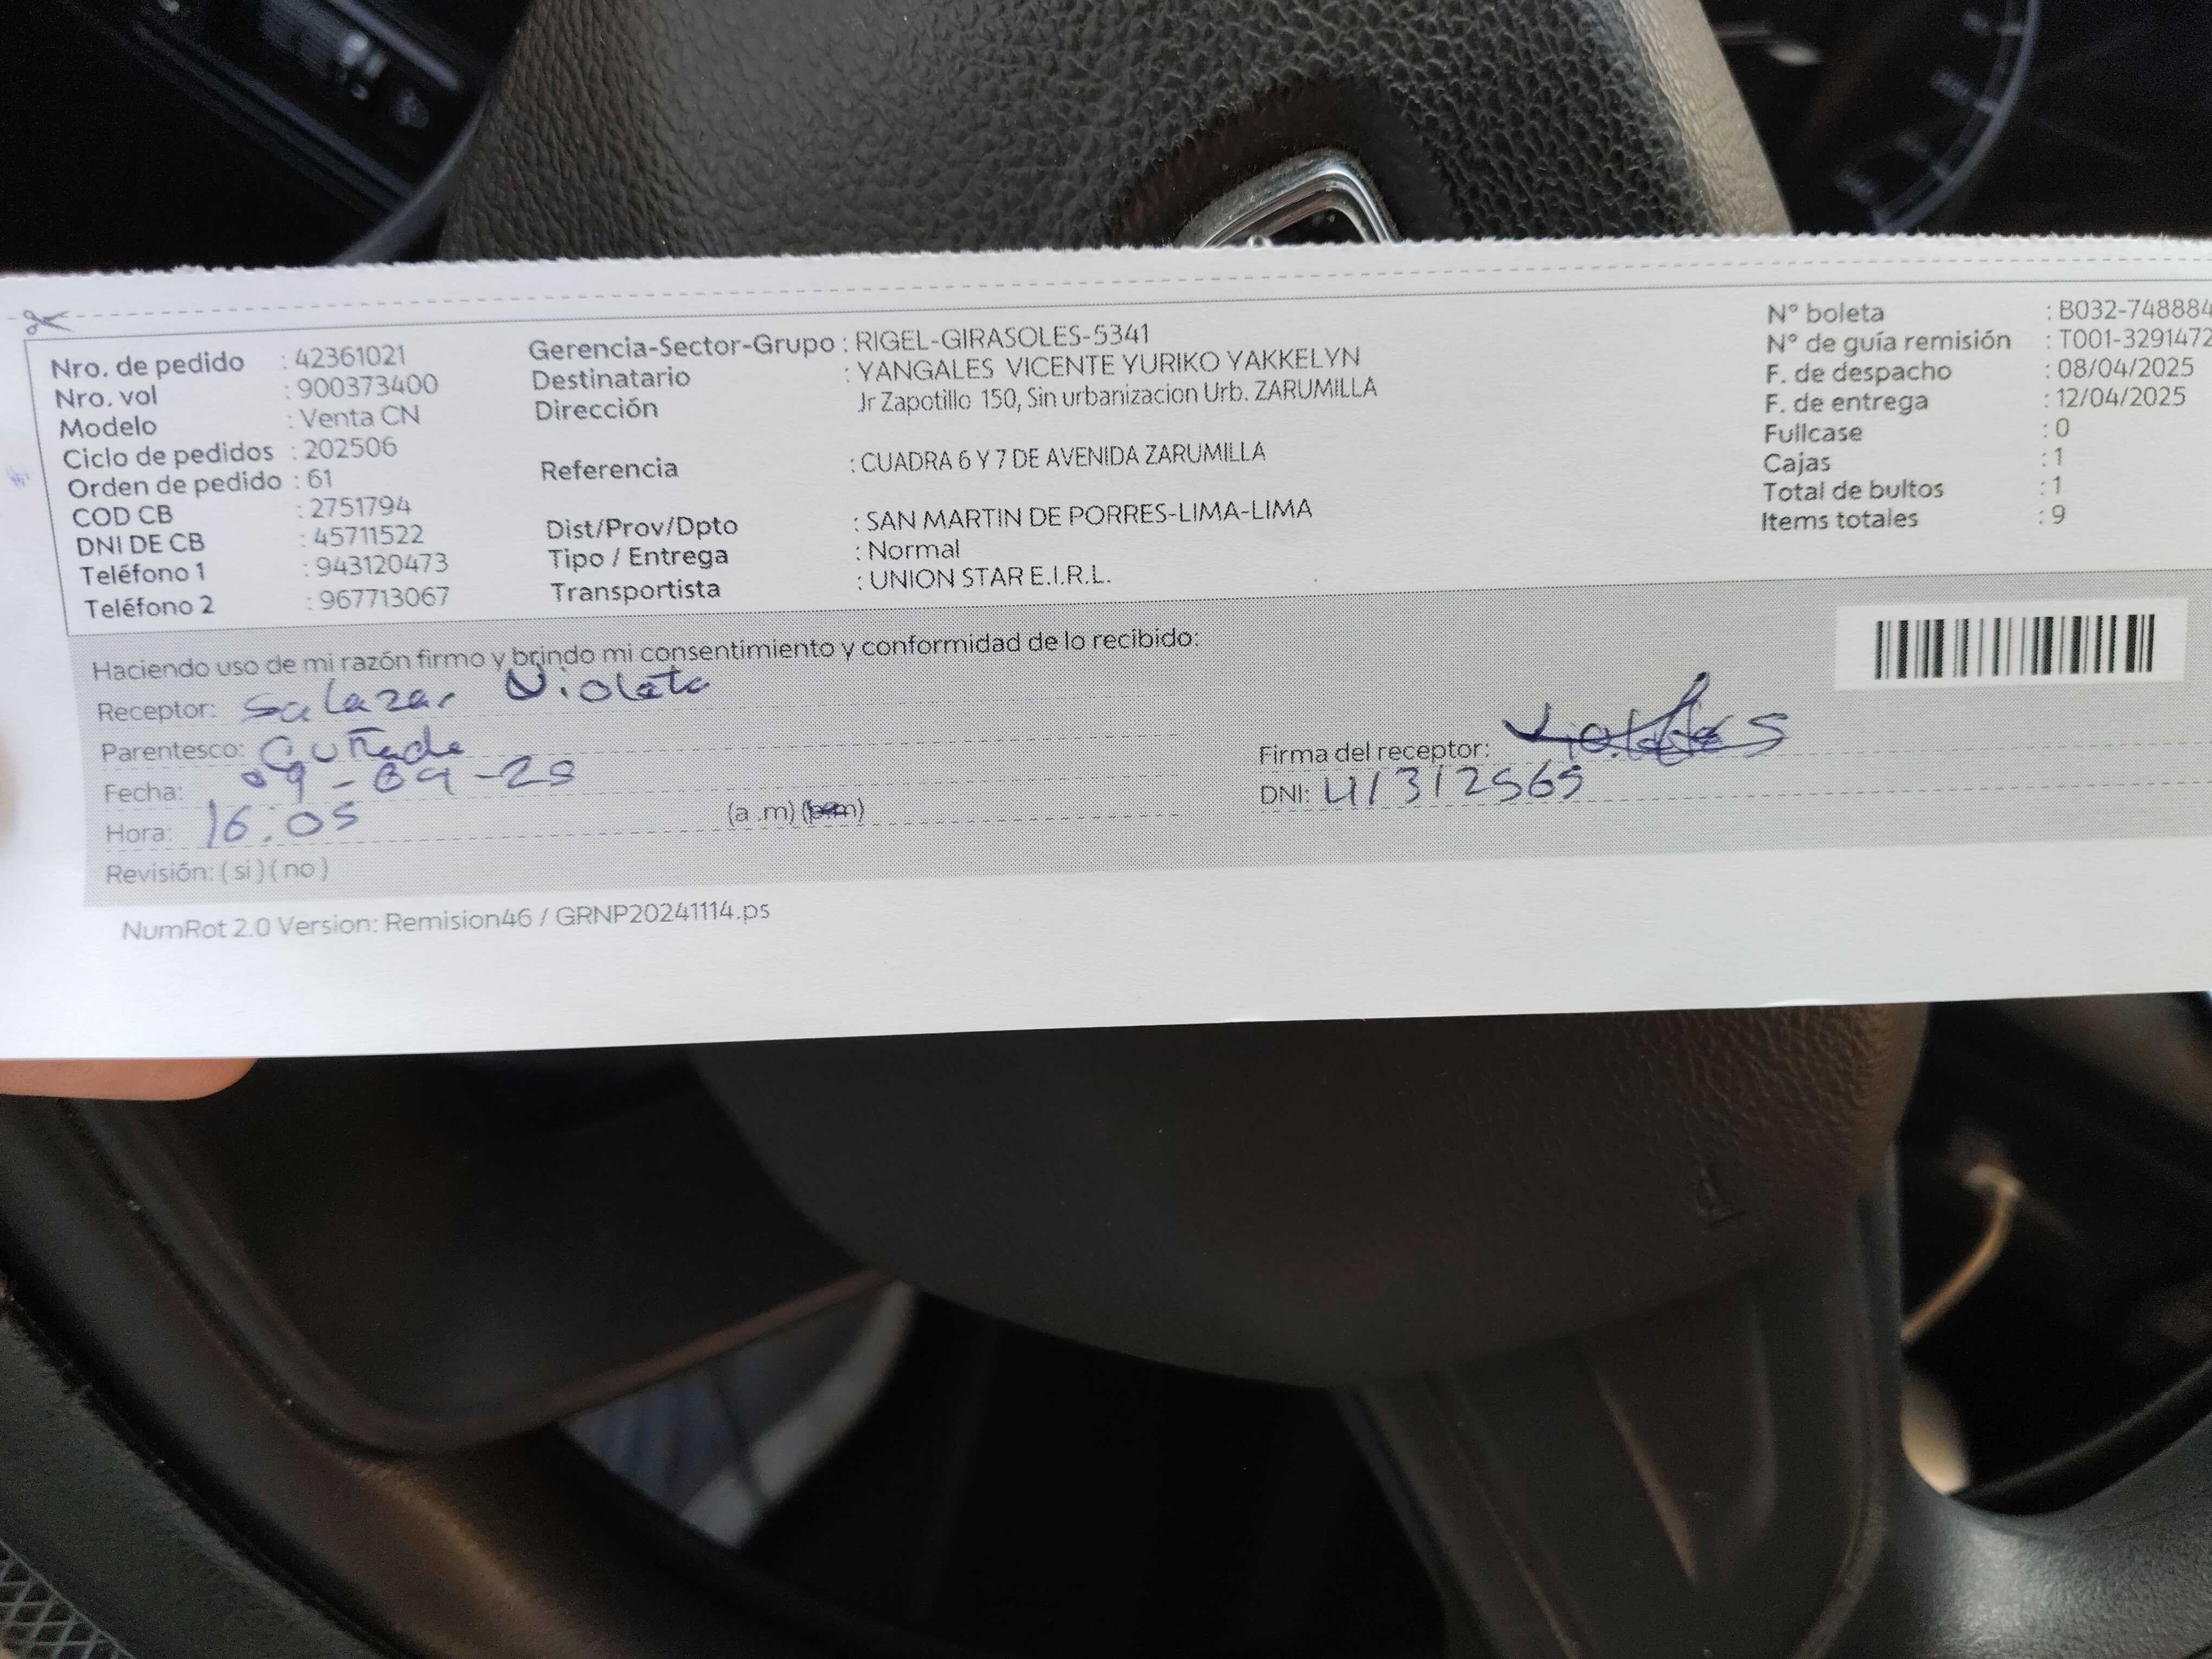 Nro. de pedido : 42361021
Nro. vol : 900373400
Modelo : Venta CN
Ciclo de pedidos : 202506
Orden de pedido : 61
COD CB : 2751794
DNI DE CB : 45711522
Teléfono 1 : 943120473
Teléfono 2 : 967713067
Gerencia-Sector-Grupo : RIGEL-GIRASOLES-5341
Destinatario : YANGALES VICENTE YURIKO YAKKELYN
Dirección Jr Zapotillo 150, Sin urbanizacion Urb. ZARUMILLA
Referencia : CUADRA 6 Y 7 DE AVENIDA ZARUMILLA
Dist/Prov/Dpto : SAN MARTIN DE PORRES-LIMA-LIMA
Tipo / Entrega : Normal
Transportista : UNION STAR E.I.R.L.
N° boleta : B032-748884
N° de guía remisión : T001-3291472
F. de despacho : 08/04/2025
F. de entrega : 12/04/2025
Fullcase : 0
Cajas : 1
Total de bultos : 1
Items totales : 9
Haciendo uso de mi razón firmo y brindo mi consentimiento y conformidad de lo recibido:
Receptor: Salazar Violeta
Parentesco: Cuñada
Fecha: 09-04-25
Hora: 16:05 (a .m) (p.m)
Revisión: ( si ) ( no )
Firma del receptor:
DNI: 41312565
NumRot 2.0 Version: Remision46 / GRNP20241114.ps